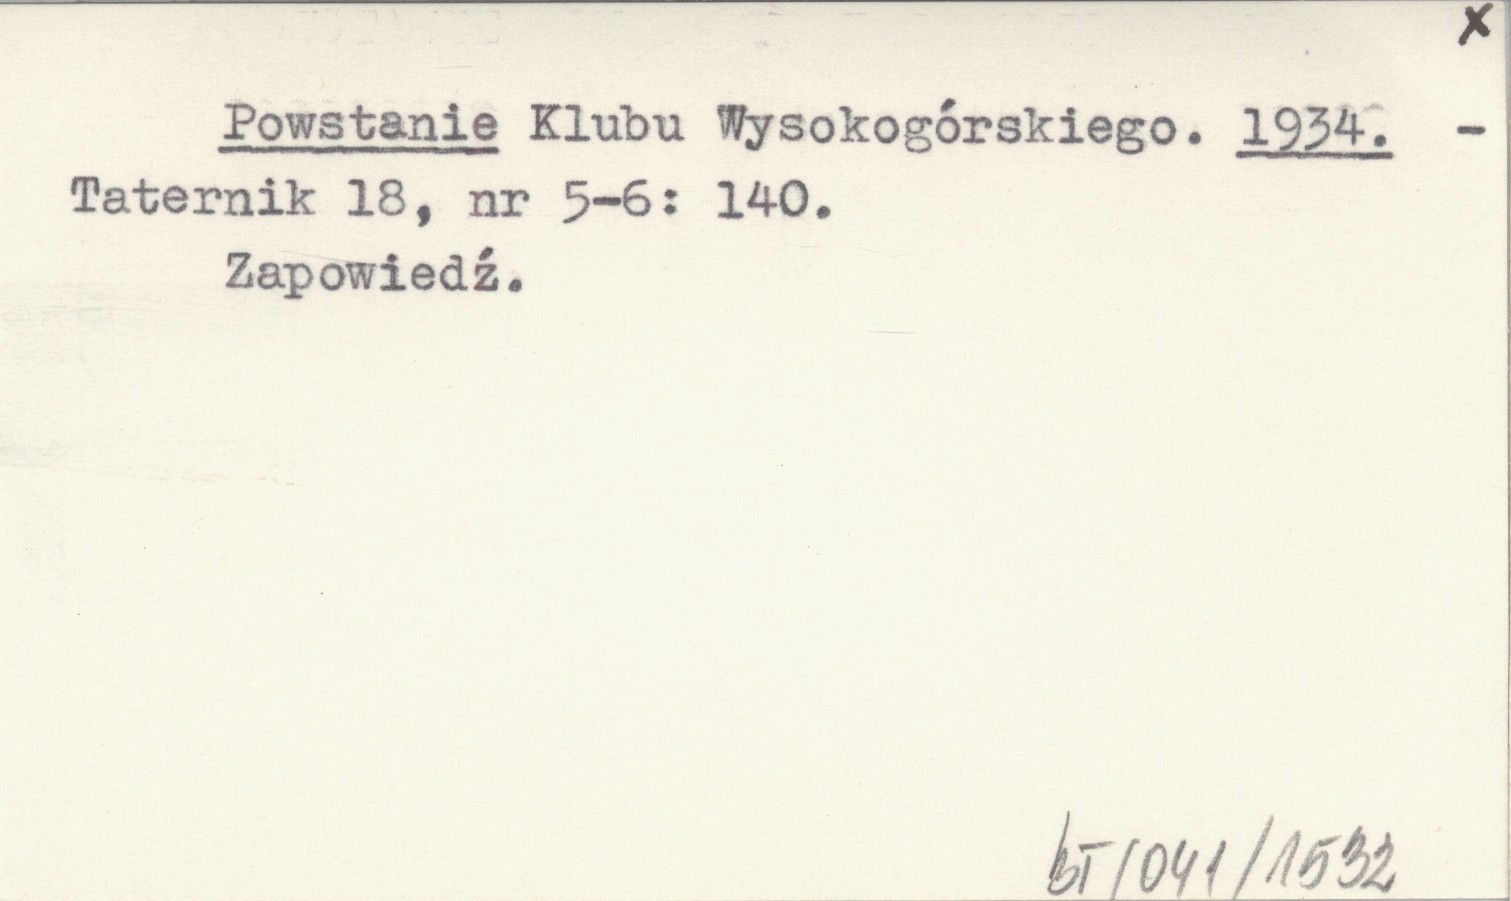 x
Powstanie Klubu Wysokogórskiego. 1934. -
Taternik 18, nr 5-6: 140.
Zapowiedź.
BT/041/1532